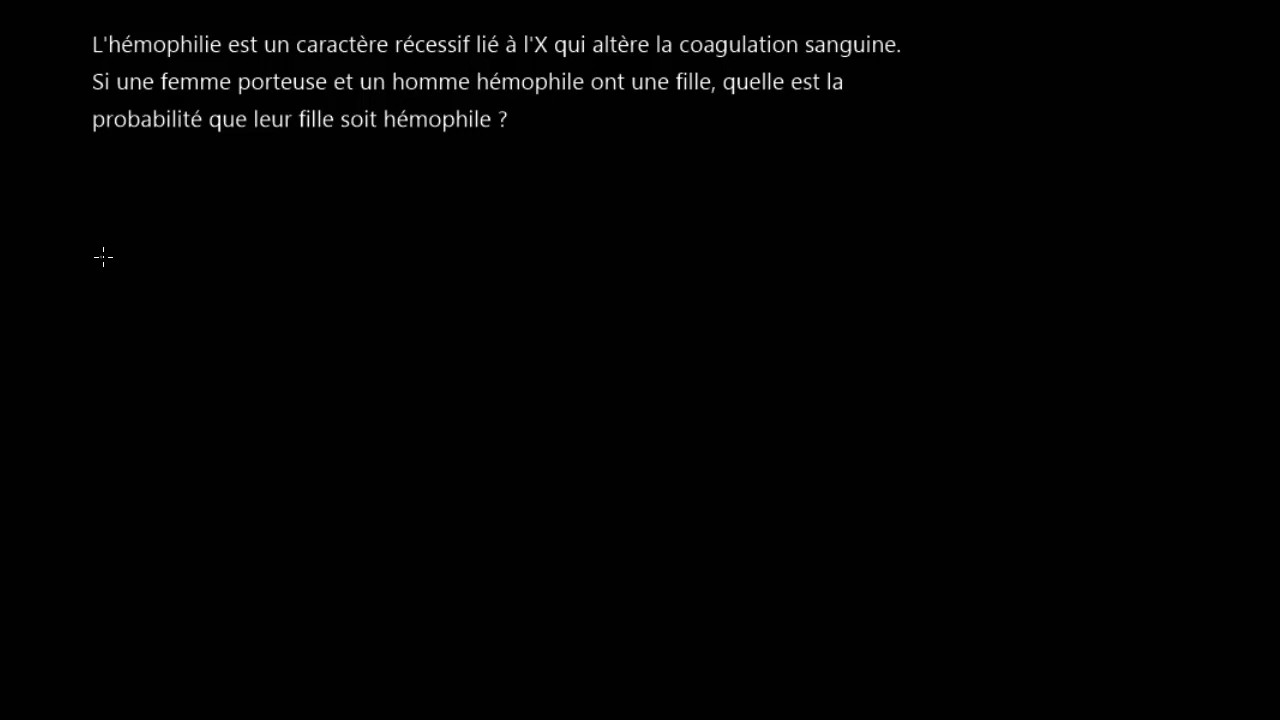 L'hémophilie est un caractère récessif lié à l'X qui altère la coagulation sanguine.
Si une femme porteuse et un homme hémophile ont une fille, quelle est la
probabilité que leur fille soit hémophile ?